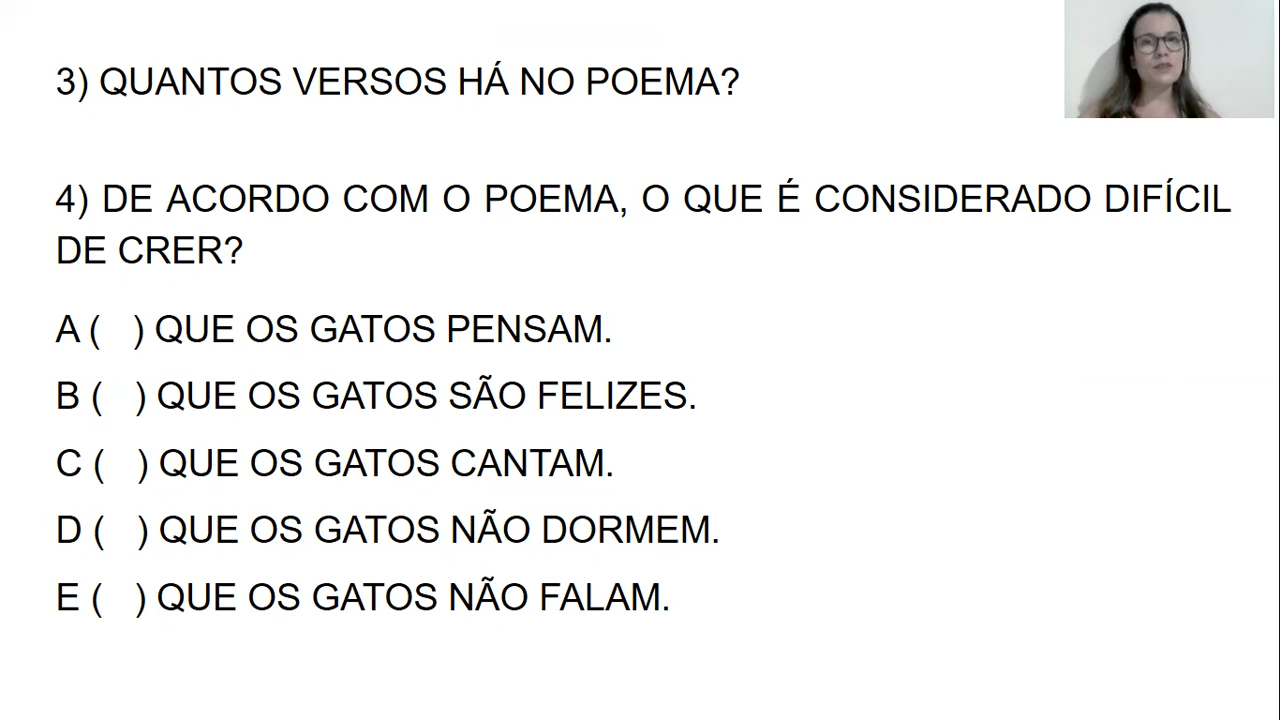 3) QUANTOS VERSOS HÁ NO POEMA?
4) DE ACORDO COM O POEMA, O QUE É CONSIDERADO DIFÍCIL
DE CRER?
A (   ) QUE OS GATOS PENSAM.
B (   ) QUE OS GATOS SÃO FELIZES.
C (   ) QUE OS GATOS CANTAM.
D (   ) QUE OS GATOS NÃO DORMEM.
E (   ) QUE OS GATOS NÃO FALAM.